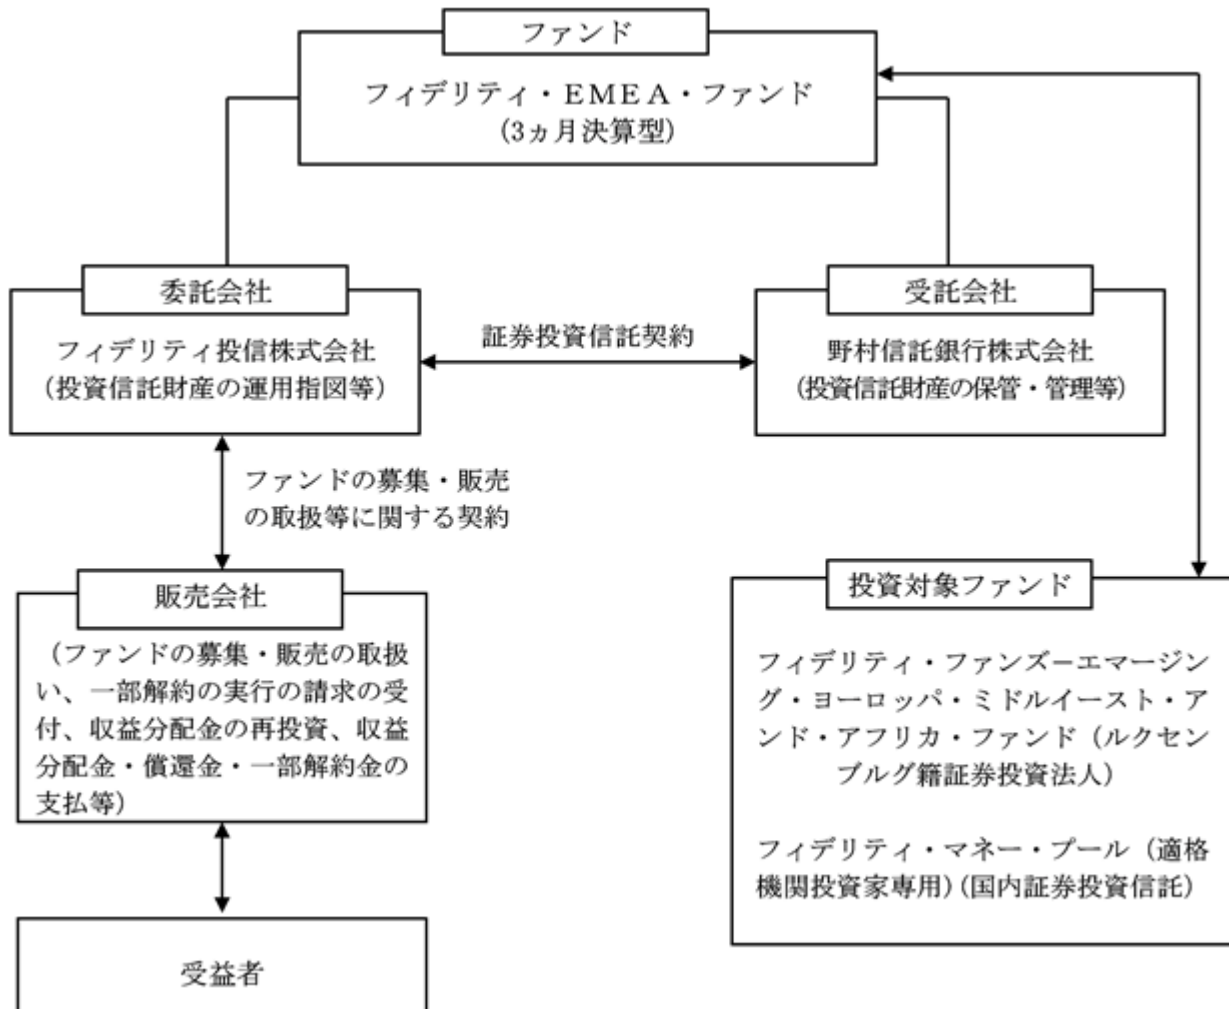 ファンド
フィデリティ・EMEA・ファンド
(3ヵ月決算型)
委託会社
フィデリティ投信株式会社
(投資信託財産の運用指図等)
証券投資信託契約
受託会社
野村信託銀行株式会社
(投資信託財産の保管・管理等)
ファンドの募集・販売
の取扱等に関する契約
販売会社
(ファンドの募集・販売の取扱
い、一部解約の実行の請求の受
付、収益分配金の再投資、収益
分配金・償還金・一部解約金の
支払等)
受益者
投資対象ファンド
フィデリティ・ファンズ-エマージン
グ・ヨーロッパ・ミドルイースト・ア
ンド・アフリカ・ファンド(ルクセン
ブルグ籍証券投資法人)
フィデリティ・マネー・プール(適格
機関投資家専用)(国内証券投資信託)